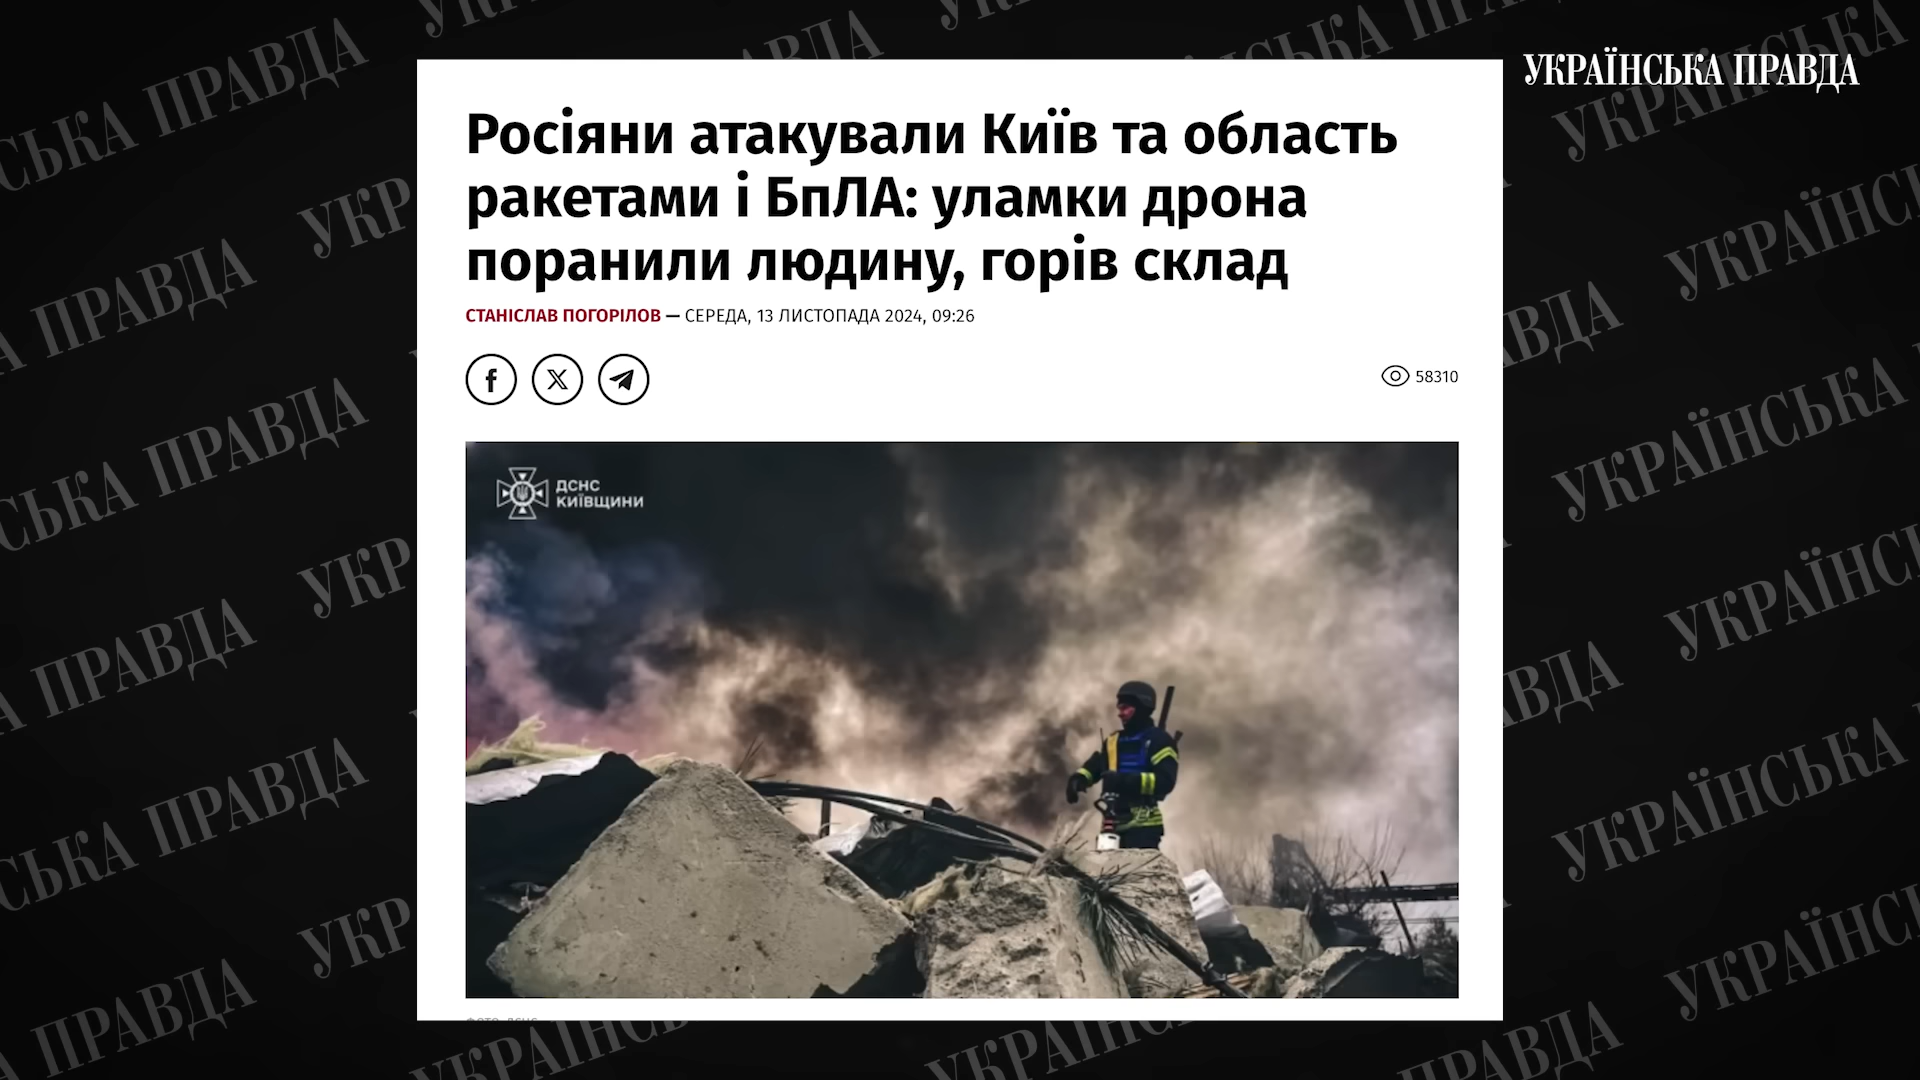 УКРАЇНСЬКА ПРАВДА
Росіяни атакували Київ та область
ракетами і БпЛА: уламки дрона
поранили людину, горів склад
СТАНІСЛАВ ПОГОРІЛОВ — СЕРЕДА, 13 ЛИСТОПАДА 2024, 09:26
58310
ДСНС
КИЇВЩИНИ